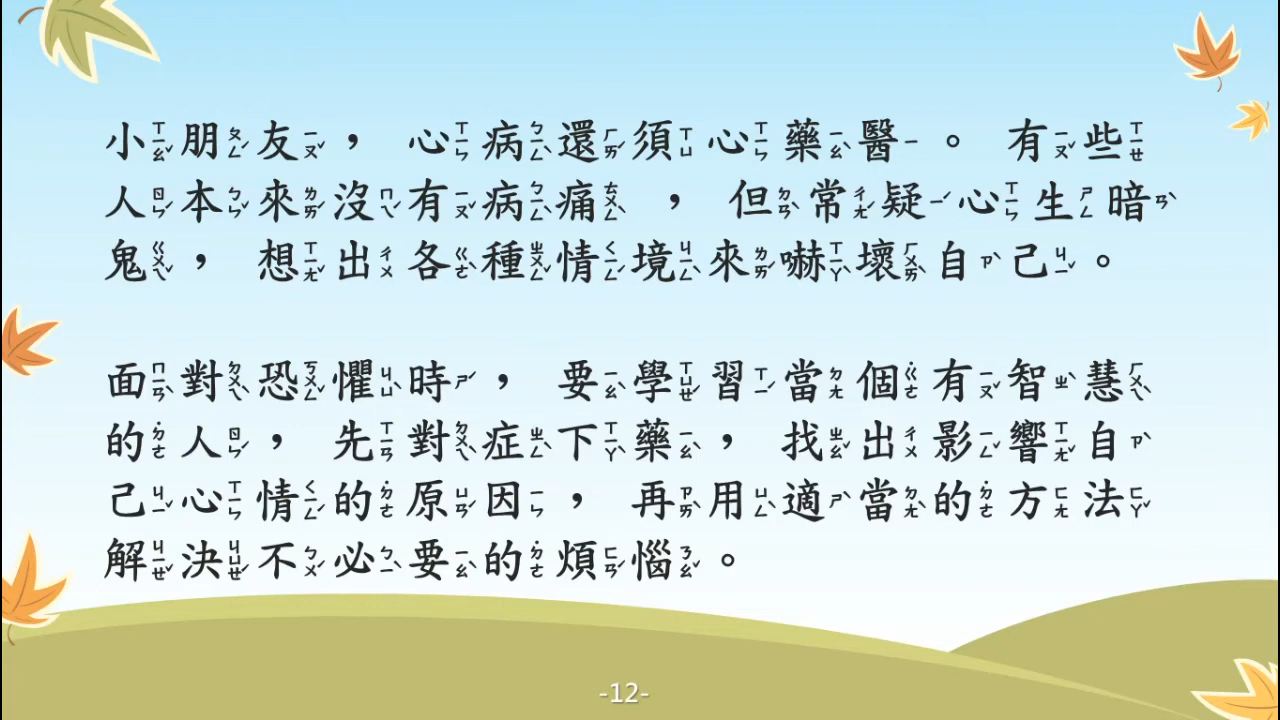 小朋友，心病還須心藥醫。有些
人本來沒有病痛，但常疑心生暗
鬼，想出各種情境來嚇壞自己。
面對恐懼時，要學習當個有智慧
的人，先對症下藥，找出影響自
己心情的原因，再用適當的方法
解決不必要的煩惱。
-12-